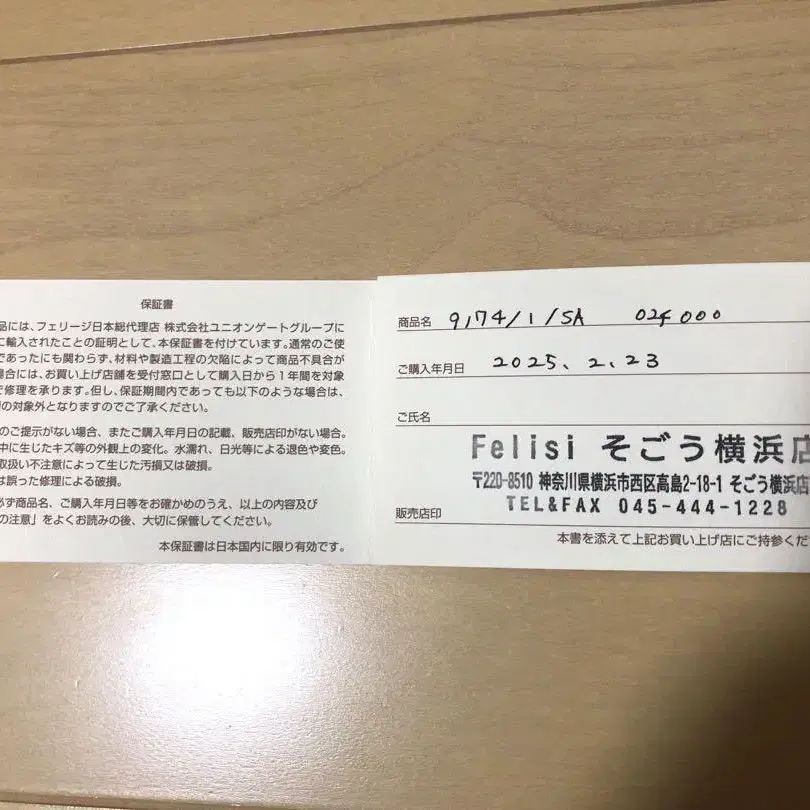 保証書
品には、フェリージ日本総代理店 株式会社ユニオンゲートグループに
に輸入されたことの証明として、本保証書を付けています。通常のご使
であったにも関わらず、材料や製造工程の欠陥によって商品不具合が
場合には、お買い上げ店舗を受付窓口として購入日から1年間を対象
で修理を承ります。但し、保証期間内であっても以下のような場合は、
の対象外となりますのでご了承ください。
のご提示がない場合、またご購入年月日の記載、販売店印がない場合。
中に生じたキズ等の外観上の変化。水濡れ、日光等による退色や変色。
取扱い不注意によって生じた汚損又は破損。
は誤った修理による破損。
必ず商品名、ご購入年月日等をお確かめのうえ、以上の内容及び
の注意」をよくお読みの後、大切に保管してください。
本保証書は日本国内に限り有効です。
商品名 9174/1/SA 024000
ご購入年月日 2025、2、23
ご氏名
Felisi そごう横浜店
〒220-8510 神奈川県横浜市西区高島2-18-1 そごう横浜店
TEL&FAX 045-444-1228
販売店印
本書を添えて上記お買い上げ店にご持参くだ